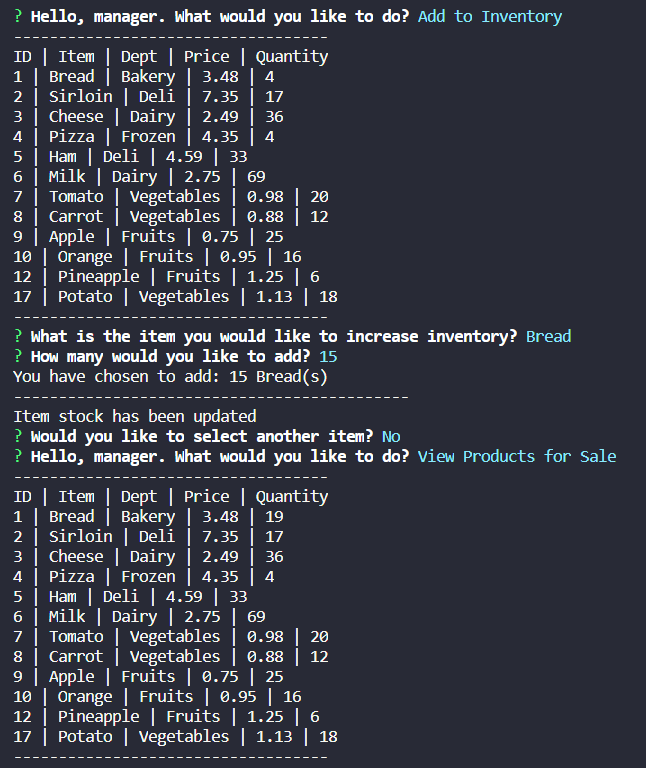 ? Hello, manager. What would you like to do? Add to Inventory
-----------------------------------
ID | Item | Dept | Price | Quantity
1 | Bread | Bakery | 3.48 | 4
2 | Sirloin | Deli | 7.35 | 17
3 | Cheese | Dairy | 2.49 | 36
4 | Pizza | Frozen | 4.35 | 4
5 | Ham | Deli | 4.59 | 33
6 | Milk | Dairy | 2.75 | 69
7 | Tomato | Vegetables | 0.98 | 20
8 | Carrot | Vegetables | 0.88 | 12
9 | Apple | Fruits | 0.75 | 25
10 | Orange | Fruits | 0.95 | 16
12 | Pineapple | Fruits | 1.25 | 6
17 | Potato | Vegetables | 1.13 | 18
-----------------------------------
? What is the item you would like to increase inventory? Bread
? How many would you like to add? 15
You have chosen to add: 15 Bread(s)
--------------------------------------------
Item stock has been updated
? Would you like to select another item? No
? Hello, manager. What would you like to do? View Products for Sale
-----------------------------------
ID | Item | Dept | Price | Quantity
1 | Bread | Bakery | 3.48 | 19
2 | Sirloin | Deli | 7.35 | 17
3 | Cheese | Dairy | 2.49 | 36
4 | Pizza | Frozen | 4.35 | 4
5 | Ham | Deli | 4.59 | 33
6 | Milk | Dairy | 2.75 | 69
7 | Tomato | Vegetables | 0.98 | 20
8 | Carrot | Vegetables | 0.88 | 12
9 | Apple | Fruits | 0.75 | 25
10 | Orange | Fruits | 0.95 | 16
12 | Pineapple | Fruits | 1.25 | 6
17 | Potato | Vegetables | 1.13 | 18
-----------------------------------